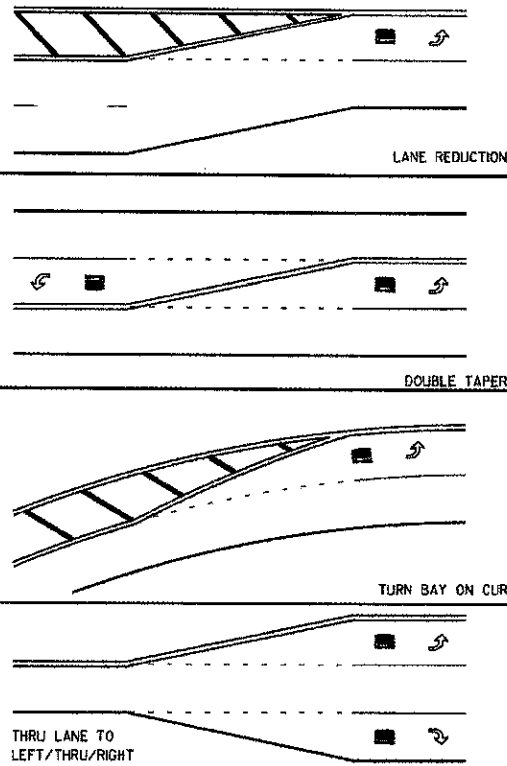 LANE REDUCTION
DOUBLE TAPER
TURN BAY ON CUR
THRU LANE TO
LEFT/THRU/RIGHT